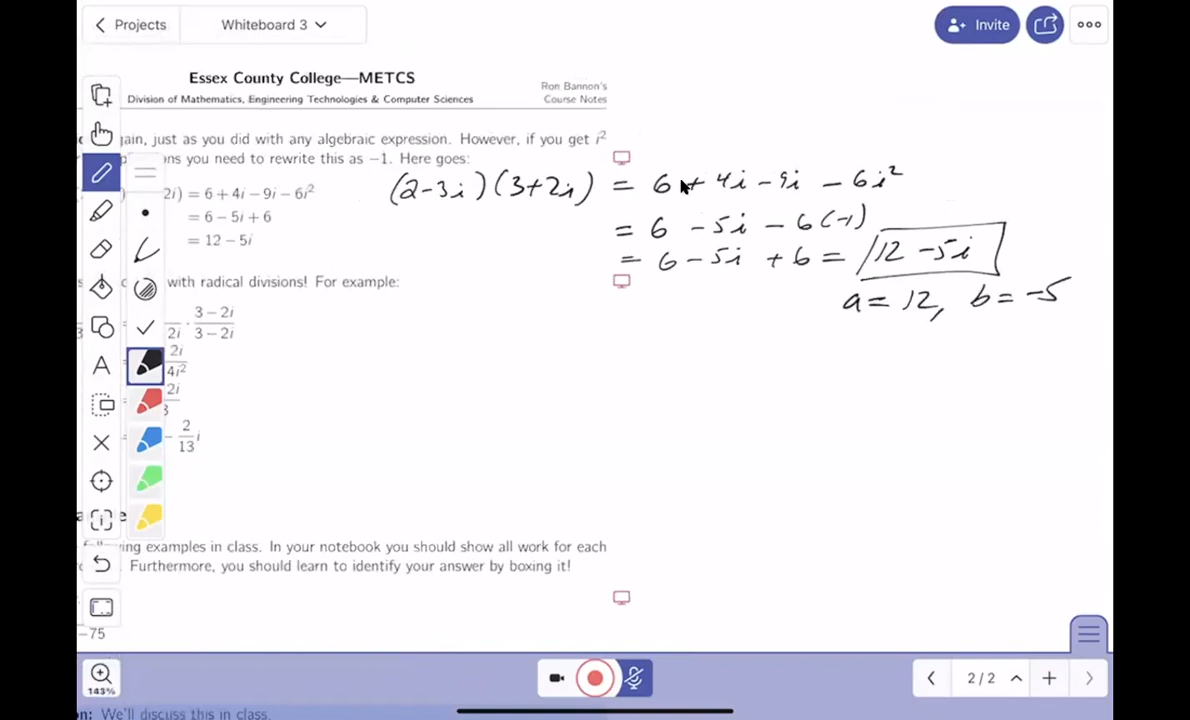 Projects
Whiteboard 3
Invite
Essex County College—METCS
Division of Mathematics, Engineering Technologies & Computer Sciences
Ron Bannon's
Course Notes
gain, just as you did with any algebraic expression. However, if you get i²
ns you need to rewrite this as −1. Here goes:
2i) = 6 + 4i − 9i − 6i²
= 6 − 5i + 6
= 12 − 5i
(2-3i)(3+2i) = 6 + 4i - 9i - 6i²
= 6 - 5i - 6(-1)
= 6 - 5i + 6 = 12 - 5i
a = 12, b = -5
with radical divisions! For example:
2i · (3 − 2i)/(3 − 2i)
2i
4i²
2i
3
− 2/13 i
A
e
following examples in class. In your notebook you should show all work for each
Furthermore, you should learn to identify your answer by boxing it!
−75
143%
2/2
on: We'll discuss this in class.